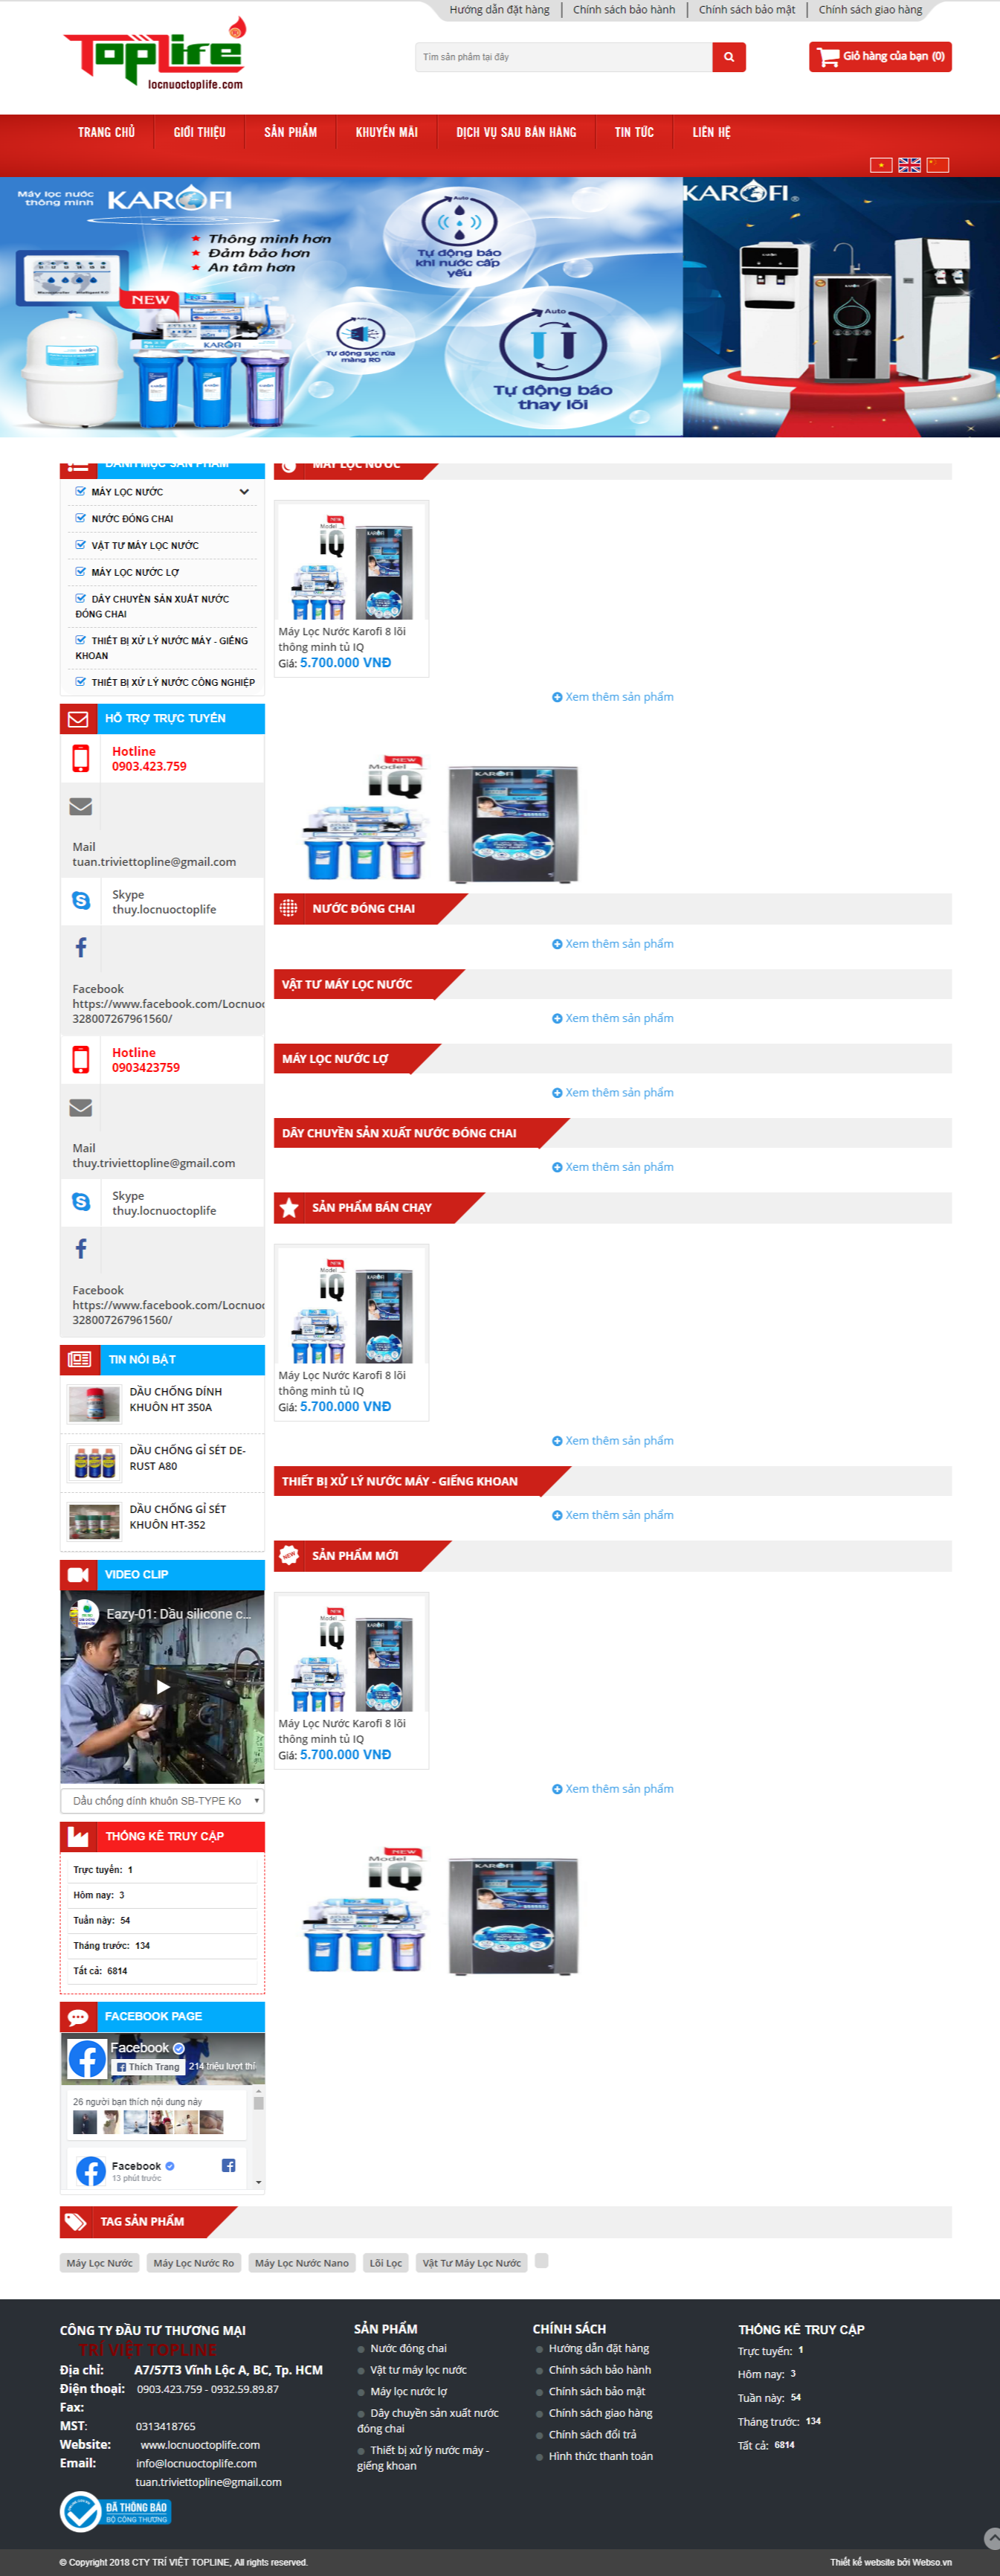 Hướng dẫn đặt hàng
Chính sách bảo hành
Chính sách bảo mật
Chính sách giao hàng
TopLife
locnuoctoplife.com
Tìm sản phẩm tại đây
Giỏ hàng của bạn (0)
TRANG CHỦ
GIỚI THIỆU
SẢN PHẨM
KHUYẾN MÃI
DỊCH VỤ SAU BÁN HÀNG
TIN TỨC
LIÊN HỆ
Máy lọc nước
thông minh
KAROFI
Thông minh hơn
Đảm bảo hơn
An tâm hơn
NEW
KAROFI
Tự động báo
khi nước cấp
yếu
Auto
Tự động sục rửa
màng RO
Auto
Tự động báo
thay lõi
KAROFI®
DANH MỤC SẢN PHẨM
MÁY LỌC NƯỚC
NƯỚC ĐÓNG CHAI
VẬT TƯ MÁY LỌC NƯỚC
MÁY LỌC NƯỚC LỢ
DÂY CHUYỀN SẢN XUẤT NƯỚC
ĐÓNG CHAI
THIẾT BỊ XỬ LÝ NƯỚC MÁY - GIẾNG
KHOAN
THIẾT BỊ XỬ LÝ NƯỚC CÔNG NGHIỆP
HỖ TRỢ TRỰC TUYẾN
Hotline
0903.423.759
Mail
tuan.triviettopline@gmail.com
Skype
thuy.locnuoctoplife
Facebook
https://www.facebook.com/Locnuoc
328007267961560/
Hotline
0903423759
Mail
thuy.triviettopline@gmail.com
Skype
thuy.locnuoctoplife
Facebook
https://www.facebook.com/Locnuoc
328007267961560/
TIN NỔI BẬT
DẦU CHỐNG DÍNH
KHUÔN HT 350A
DẦU CHỐNG GỈ SÉT DE-
RUST A80
DẦU CHỐNG GỈ SÉT
KHUÔN HT-352
VIDEO CLIP
Eazy-01: Dầu silicone c...
Dầu chống dính khuôn SB-TYPE Ko
THỐNG KÊ TRUY CẬP
Trực tuyến: 1
Hôm nay: 3
Tuần này: 54
Tháng trước: 134
Tất cả: 6814
FACEBOOK PAGE
Facebook
Thích Trang
214 triệu lượt thí
26 người bạn thích nội dung này
Facebook
13 phút trước
MÁY LỌC NƯỚC
NEW
Model
iQ
Máy Lọc Nước Karofi 8 lõi
thông minh tủ IQ
Giá: 5.700.000 VNĐ
Xem thêm sản phẩm
NEW
Model
iQ
KAROFI
NƯỚC ĐÓNG CHAI
Xem thêm sản phẩm
VẬT TƯ MÁY LỌC NƯỚC
Xem thêm sản phẩm
MÁY LỌC NƯỚC LỢ
Xem thêm sản phẩm
DÂY CHUYỀN SẢN XUẤT NƯỚC ĐÓNG CHAI
Xem thêm sản phẩm
SẢN PHẨM BÁN CHẠY
NEW
Model
iQ
Máy Lọc Nước Karofi 8 lõi
thông minh tủ IQ
Giá: 5.700.000 VNĐ
Xem thêm sản phẩm
THIẾT BỊ XỬ LÝ NƯỚC MÁY - GIẾNG KHOAN
Xem thêm sản phẩm
SẢN PHẨM MỚI
NEW
Model
iQ
Máy Lọc Nước Karofi 8 lõi
thông minh tủ IQ
Giá: 5.700.000 VNĐ
Xem thêm sản phẩm
NEW
Model
iQ
KAROFI
TAG SẢN PHẨM
Máy Lọc Nước
Máy Lọc Nước Ro
Máy Lọc Nước Nano
Lõi Lọc
Vật Tư Máy Lọc Nước
CÔNG TY ĐẦU TƯ THƯƠNG MẠI
TRÍ VIỆT TOPLINE
Địa chỉ: A7/57T3 Vĩnh Lộc A, BC, Tp. HCM
Điện thoại: 0903.423.759 - 0932.59.89.87
Fax:
MST: 0313418765
Website: www.locnuoctoplife.com
Email: info@locnuoctoplife.com
tuan.triviettopline@gmail.com
ĐÃ THÔNG BÁO
BỘ CÔNG THƯƠNG
SẢN PHẨM
Nước đóng chai
Vật tư máy lọc nước
Máy lọc nước lợ
Dây chuyền sản xuất nước
đóng chai
Thiết bị xử lý nước máy -
giếng khoan
CHÍNH SÁCH
Hướng dẫn đặt hàng
Chính sách bảo hành
Chính sách bảo mật
Chính sách giao hàng
Chính sách đổi trả
Hình thức thanh toán
THỐNG KÊ TRUY CẬP
Trực tuyến: 1
Hôm nay: 3
Tuần này: 54
Tháng trước: 134
Tất cả: 6814
© Copyright 2018 CTY TRÍ VIỆT TOPLINE, All rights reserved.
Thiết kế website bởi Webso.vn